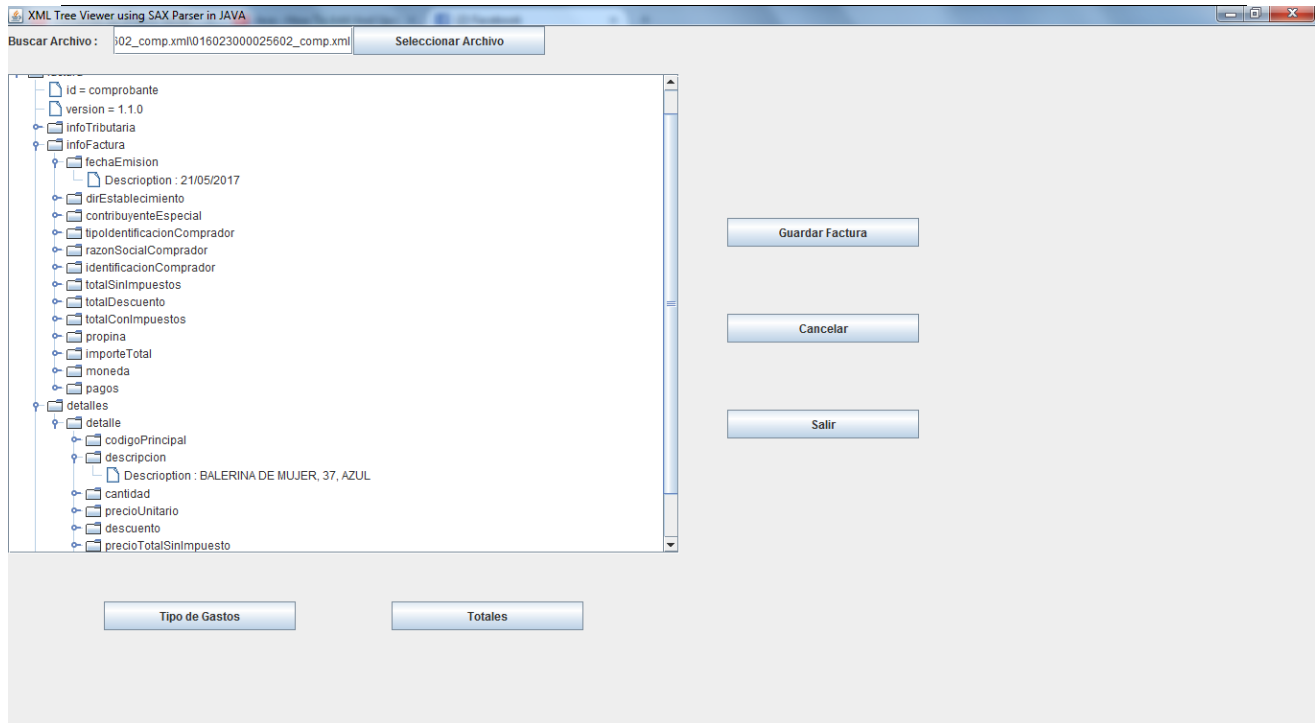 XML Tree Viewer using SAX Parser in JAVA
Buscar Archivo : 602_comp.xml\016023000025602_comp.xml Seleccionar Archivo
factura
id = comprobante
version = 1.1.0
infoTributaria
infoFactura
fechaEmision
Descrioption : 21/05/2017
dirEstablecimiento
contribuyenteEspecial
tipoIdentificacionComprador
razonSocialComprador
identificacionComprador
totalSinImpuestos
totalDescuento
totalConImpuestos
propina
importeTotal
moneda
pagos
detalles
detalle
codigoPrincipal
descripcion
Descrioption : BALERINA DE MUJER, 37, AZUL
cantidad
precioUnitario
descuento
precioTotalSinImpuesto
Guardar Factura
Cancelar
Salir
Tipo de Gastos
Totales